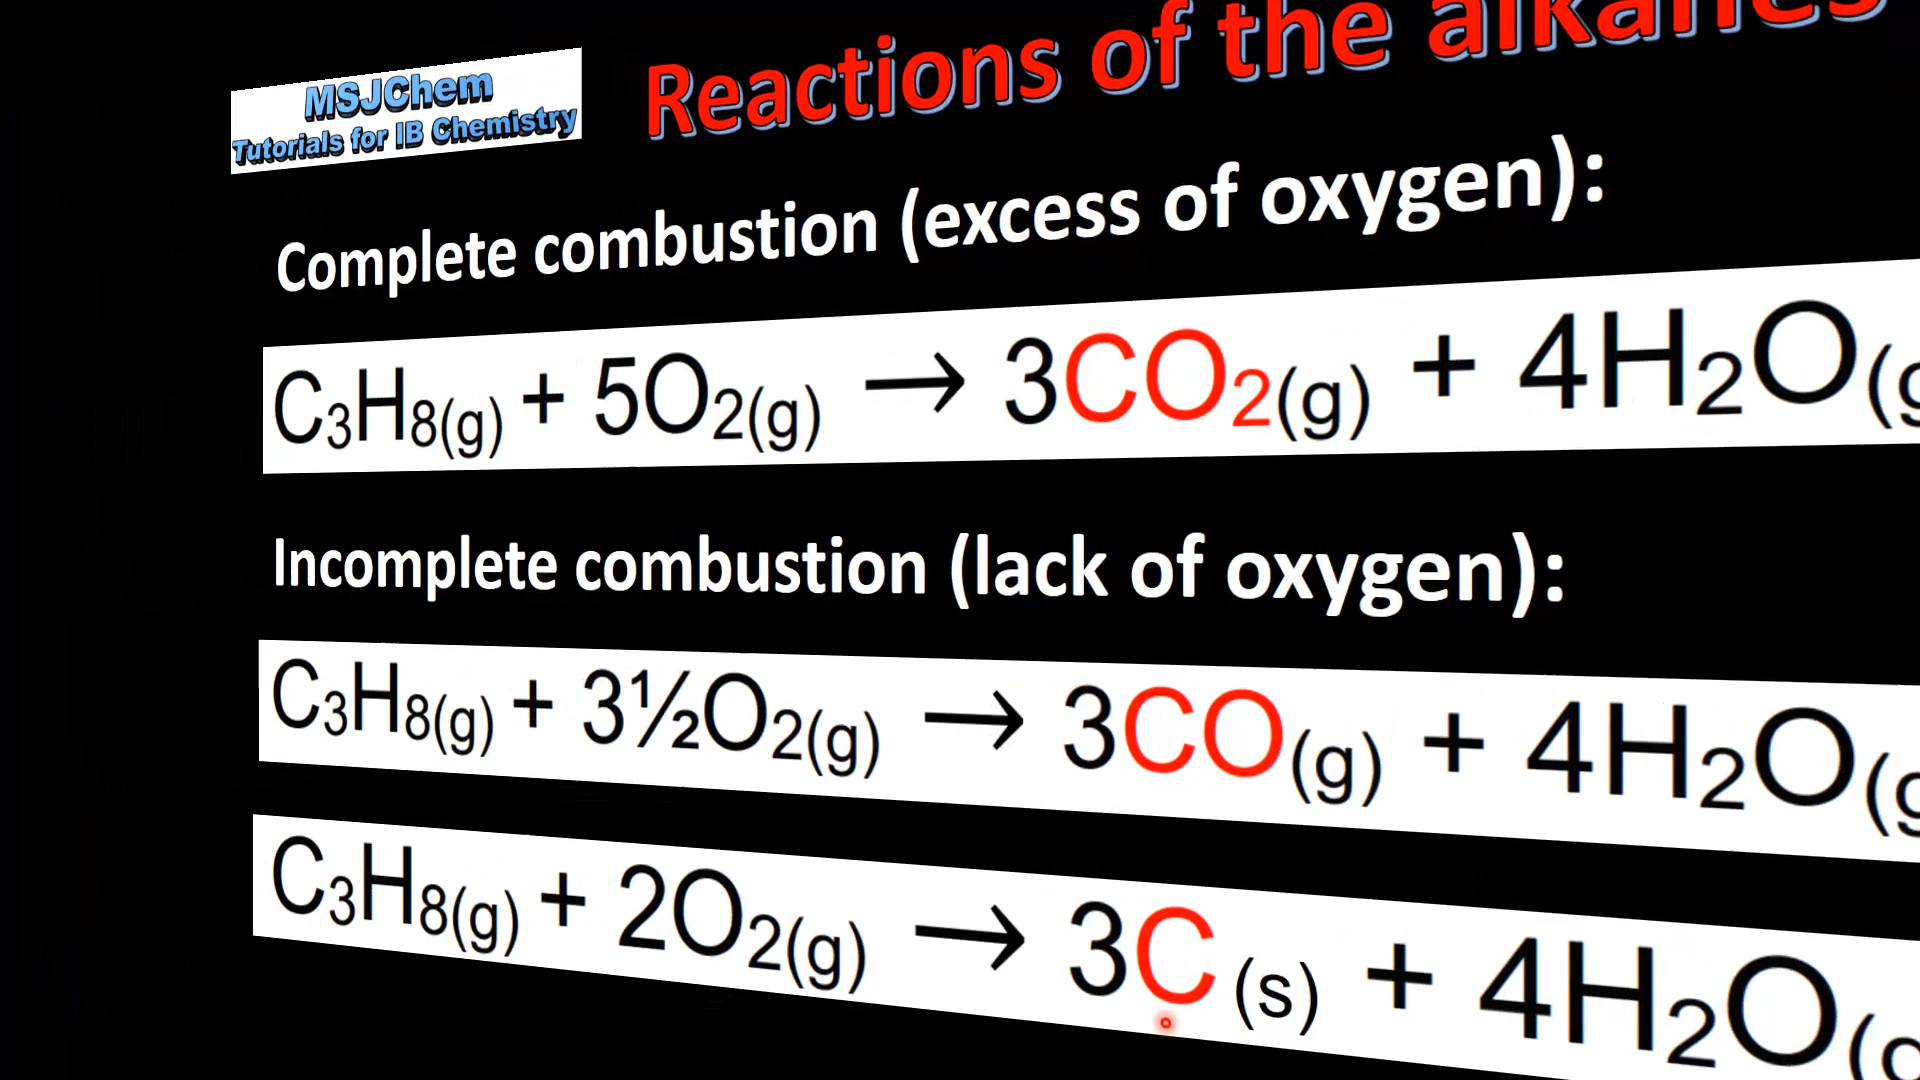 MSJChem
Tutorials for IB Chemistry
Reactions of the alkanes
Complete combustion (excess of oxygen):
C₃H₈(g) + 5O₂(g) → 3CO₂(g) + 4H₂O(g
Incomplete combustion (lack of oxygen):
C₃H₈(g) + 3½O₂(g) → 3CO(g) + 4H₂O(g
C₃H₈(g) + 2O₂(g) → 3C (s) + 4H₂O(g